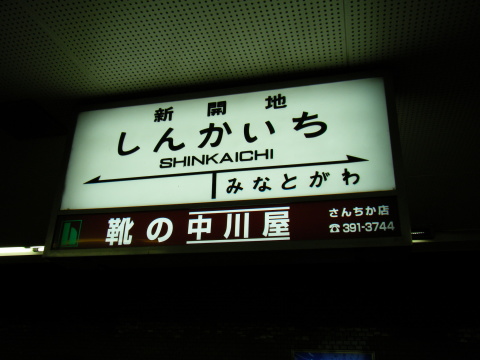 新開地
しんかいち
SHINKAICHI
みなとがわ
靴の中川屋
さんちか店
☎391-3744